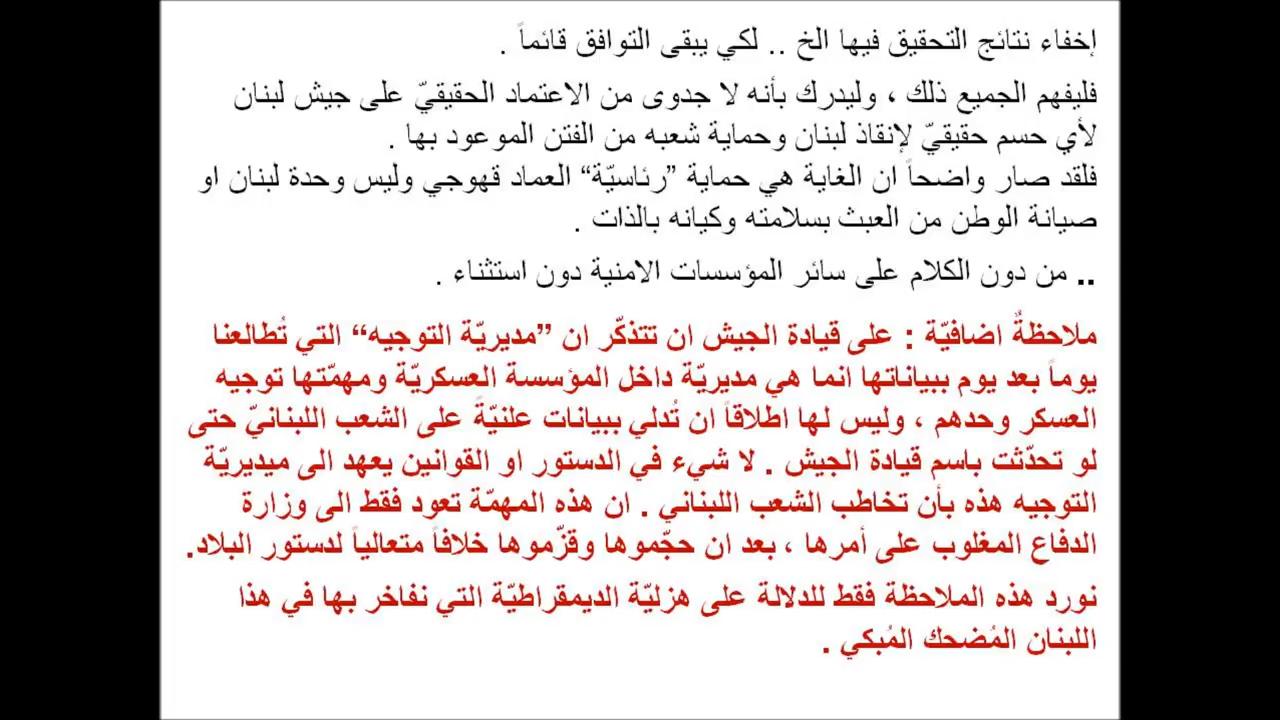 إخفاء نتائج التحقيق فيها الخ .. لكي يبقى التوافق قائماً .
فليفهم الجميع ذلك ، وليدرك بأنه لا جدوى من الاعتماد الحقيقيّ على جيش لبنان
لأي حسم حقيقيّ لإنقاذ لبنان وحماية شعبه من الفتن الموعود بها .
فلقد صار واضحاً ان الغاية هي حماية ”رئاسيّة“ العماد قهوجي وليس وحدة لبنان او
صيانة الوطن من العبث بسلامته وكيانه بالذات .
.. من دون الكلام على سائر المؤسسات الامنية دون استثناء .
ملاحظةٌ اضافيّة : على قيادة الجيش ان تتذكّر ان ”مديريّة التوجيه“ التي تُطالعنا
يوماً بعد يوم ببياناتها انما هي مديريّة داخل المؤسسة العسكريّة ومهمّتها توجيه
العسكر وحدهم ، وليس لها اطلاقاً ان تُدلي ببيانات علنيّةً على الشعب اللبنانيّ حتى
لو تحدّثت باسم قيادة الجيش . لا شيء في الدستور او القوانين يعهد الى ميديريّة
التوجيه هذه بأن تخاطب الشعب اللبناني . ان هذه المهمّة تعود فقط الى وزارة
الدفاع المغلوب على أمرها ، بعد ان حجّموها وقزّموها خلافاً متعالياً لدستور البلاد.
نورد هذه الملاحظة فقط للدلالة على هزليّة الديمقراطيّة التي نفاخر بها في هذا
اللبنان المُضحك المُبكي .